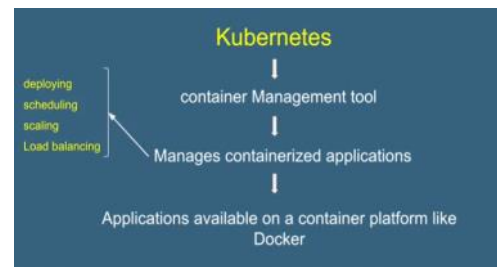 Kubernetes
container Management tool
deploying
scheduling
scaling
Load balancing
Manages containerized applications
Applications available on a container platform like
Docker